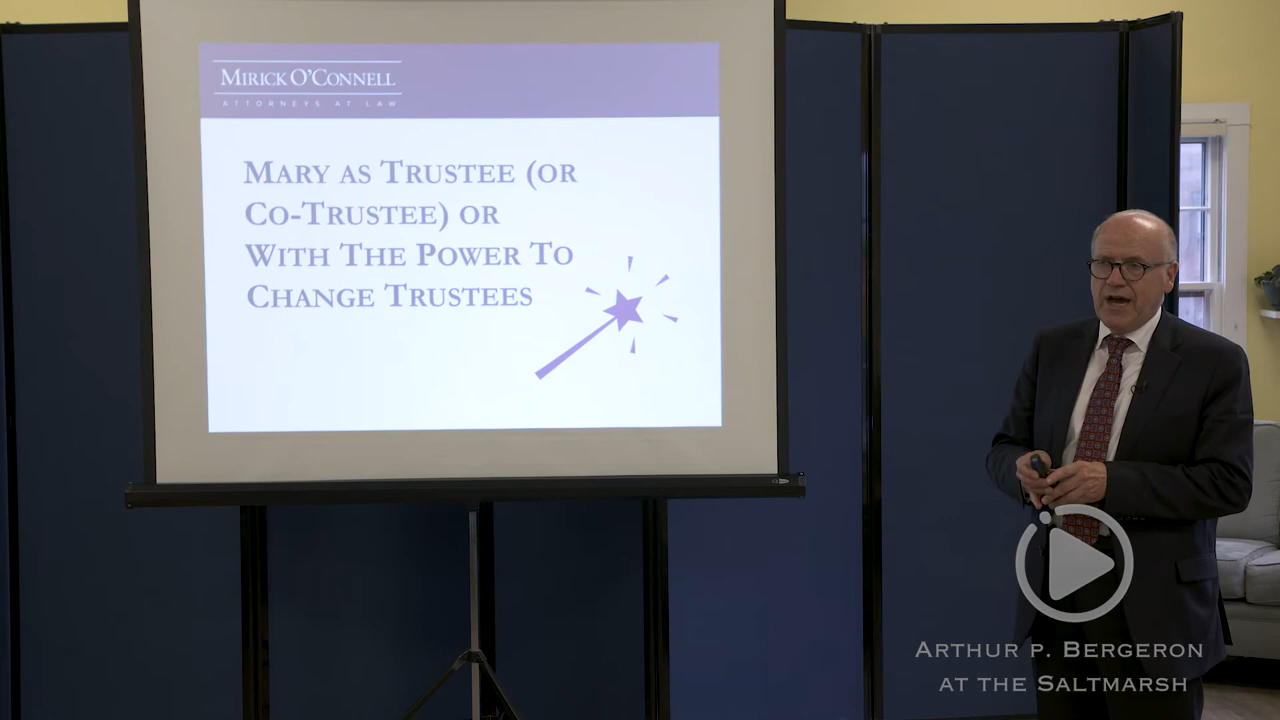 MIRICK O'CONNELL
ATTORNEYS AT LAW
MARY AS TRUSTEE (OR
CO-TRUSTEE) OR
WITH THE POWER TO
CHANGE TRUSTEES
ARTHUR P. BERGERON
AT THE SALTMARSH